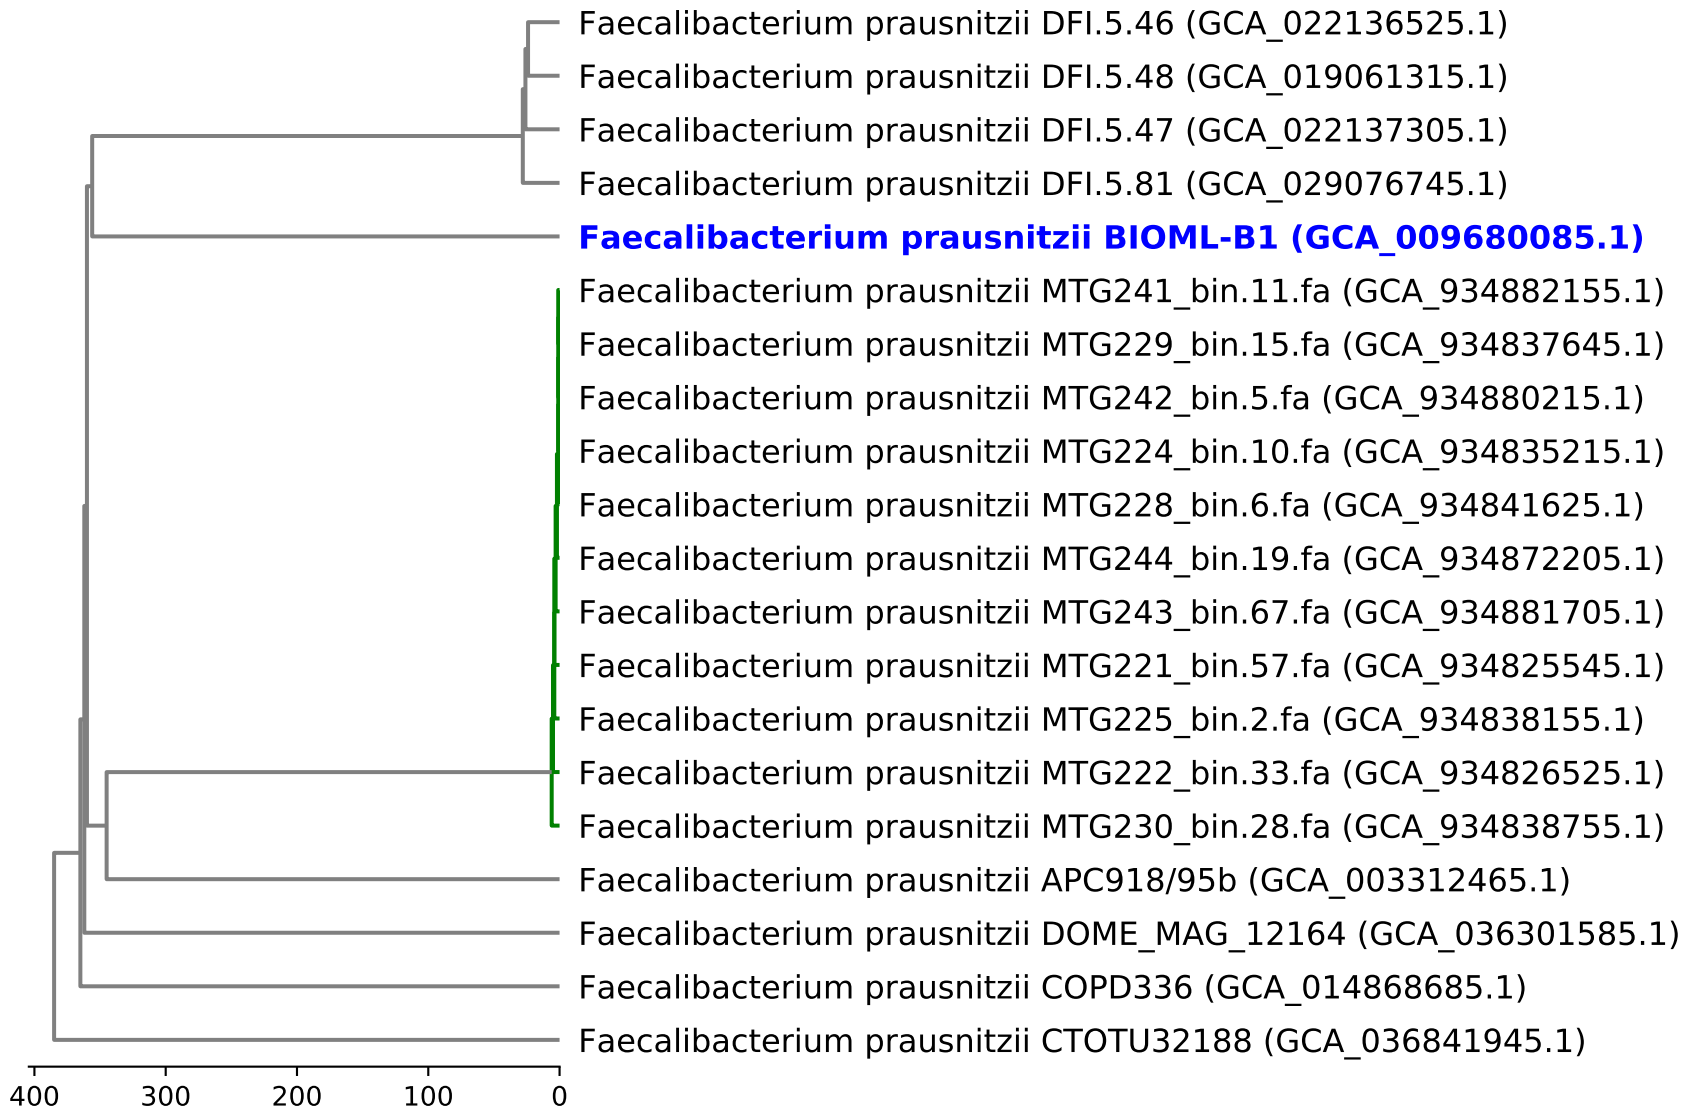 Faecalibacterium prausnitzii DFI.5.46 (GCA_022136525.1)
Faecalibacterium prausnitzii DFI.5.48 (GCA_019061315.1)
Faecalibacterium prausnitzii DFI.5.47 (GCA_022137305.1)
Faecalibacterium prausnitzii DFI.5.81 (GCA_029076745.1)
Faecalibacterium prausnitzii BIOML-B1 (GCA_009680085.1)
Faecalibacterium prausnitzii MTG241_bin.11.fa (GCA_934882155.1)
Faecalibacterium prausnitzii MTG229_bin.15.fa (GCA_934837645.1)
Faecalibacterium prausnitzii MTG242_bin.5.fa (GCA_934880215.1)
Faecalibacterium prausnitzii MTG224_bin.10.fa (GCA_934835215.1)
Faecalibacterium prausnitzii MTG228_bin.6.fa (GCA_934841625.1)
Faecalibacterium prausnitzii MTG244_bin.19.fa (GCA_934872205.1)
Faecalibacterium prausnitzii MTG243_bin.67.fa (GCA_934881705.1)
Faecalibacterium prausnitzii MTG221_bin.57.fa (GCA_934825545.1)
Faecalibacterium prausnitzii MTG225_bin.2.fa (GCA_934838155.1)
Faecalibacterium prausnitzii MTG222_bin.33.fa (GCA_934826525.1)
Faecalibacterium prausnitzii MTG230_bin.28.fa (GCA_934838755.1)
Faecalibacterium prausnitzii APC918/95b (GCA_003312465.1)
Faecalibacterium prausnitzii DOME_MAG_12164 (GCA_036301585.1)
Faecalibacterium prausnitzii COPD336 (GCA_014868685.1)
Faecalibacterium prausnitzii CTOTU32188 (GCA_036841945.1)
400 300 200 100 0